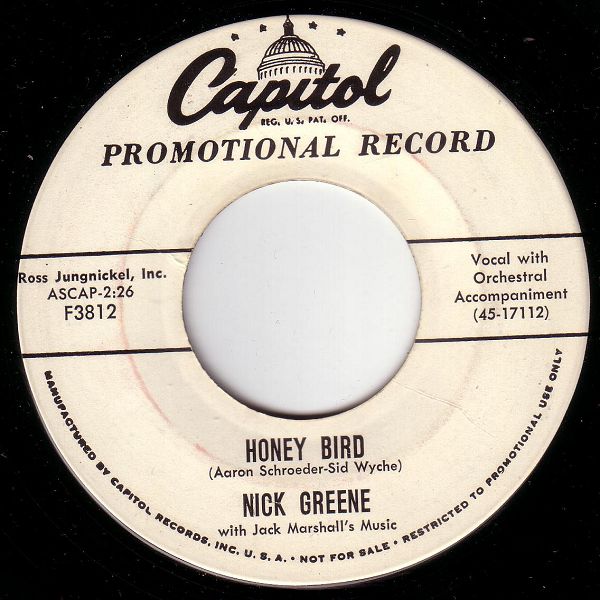 Capitol
REG. U.S. PAT. OFF.
PROMOTIONAL RECORD
Ross Jungnickel, Inc.
ASCAP-2:26
F3812
Vocal with
Orchestral
Accompaniment
(45-17112)
HONEY BIRD
(Aaron Schroeder-Sid Wyche)
NICK GREENE
with Jack Marshall's Music
MANUFACTURED BY CAPITOL RECORDS, INC. U.S.A. • NOT FOR SALE • RESTRICTED TO PROMOTIONAL USE ONLY